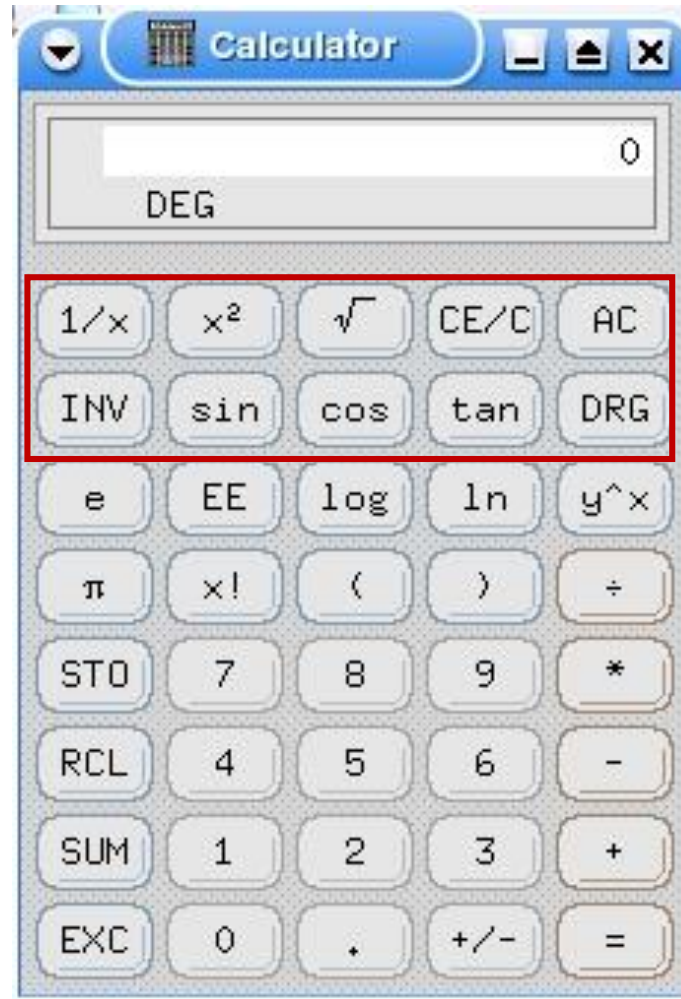 Calculator
0
DEG
1/x x² √ CE/C AC
INV sin cos tan DRG
e EE log ln y^x
π x! ( ) ÷
STO 7 8 9 *
RCL 4 5 6 -
SUM 1 2 3 +
EXC 0 . +/- =